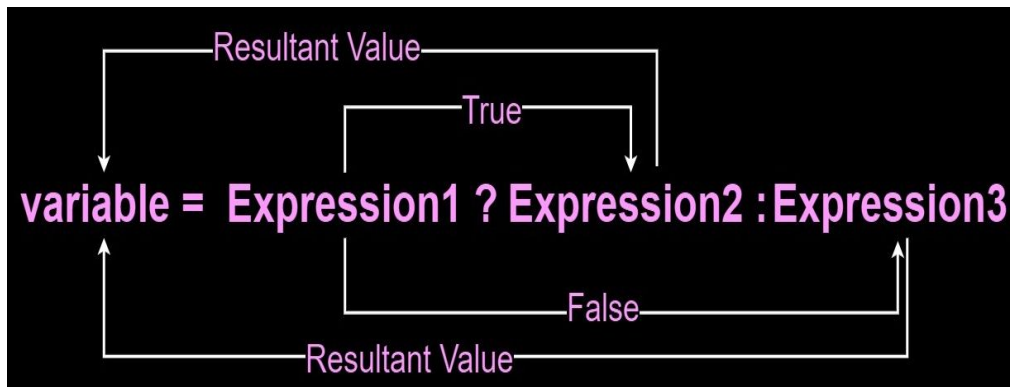 Resultant Value
True
variable = Expression1 ? Expression2 :Expression3
False
Resultant Value